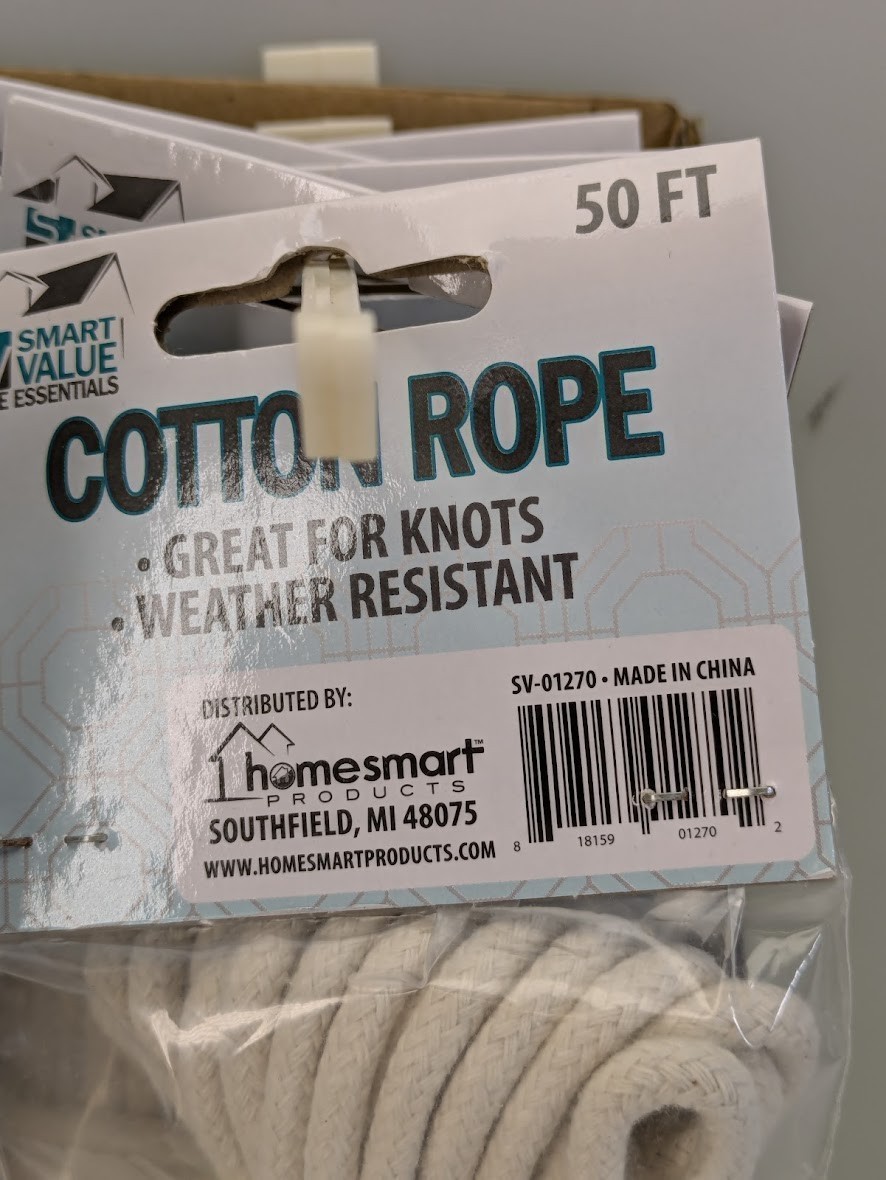 50 FT
SMART
VALUE
ESSENTIALS
COTTON ROPE
• GREAT FOR KNOTS
• WEATHER RESISTANT
DISTRIBUTED BY:
homesmart™
PRODUCTS
SOUTHFIELD, MI 48075
WWW.HOMESMARTPRODUCTS.COM
SV-01270 • MADE IN CHINA
8 18159 01270 2